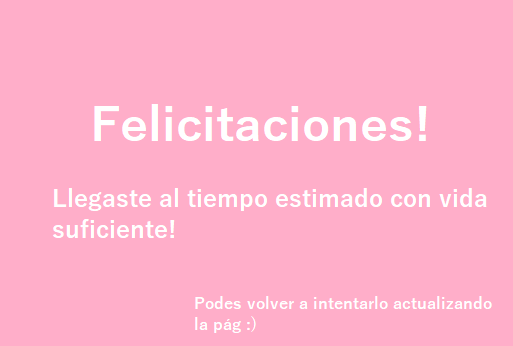 Felicitaciones!
Llegaste al tiempo estimado con vida
suficiente!
Podes volver a intentarlo actualizando
la pág :)